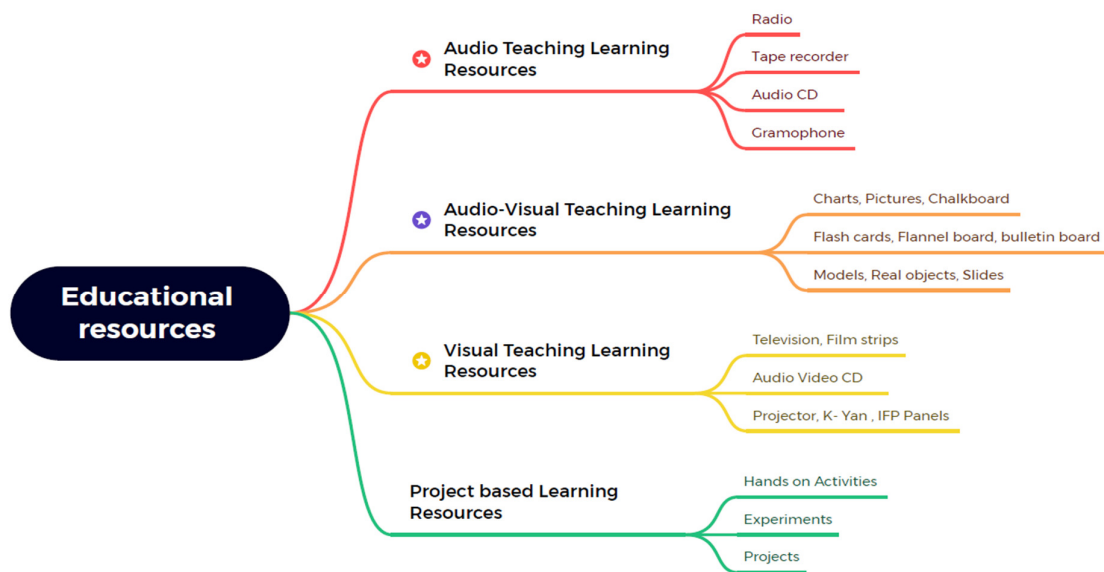 Educational
resources
Audio Teaching Learning
Resources
Radio
Tape recorder
Audio CD
Gramophone
Audio-Visual Teaching Learning
Resources
Charts, Pictures, Chalkboard
Flash cards, Flannel board, bulletin board
Models, Real objects, Slides
Visual Teaching Learning
Resources
Television, Film strips
Audio Video CD
Projector, K- Yan , IFP Panels
Project based Learning
Resources
Hands on Activities
Experiments
Projects